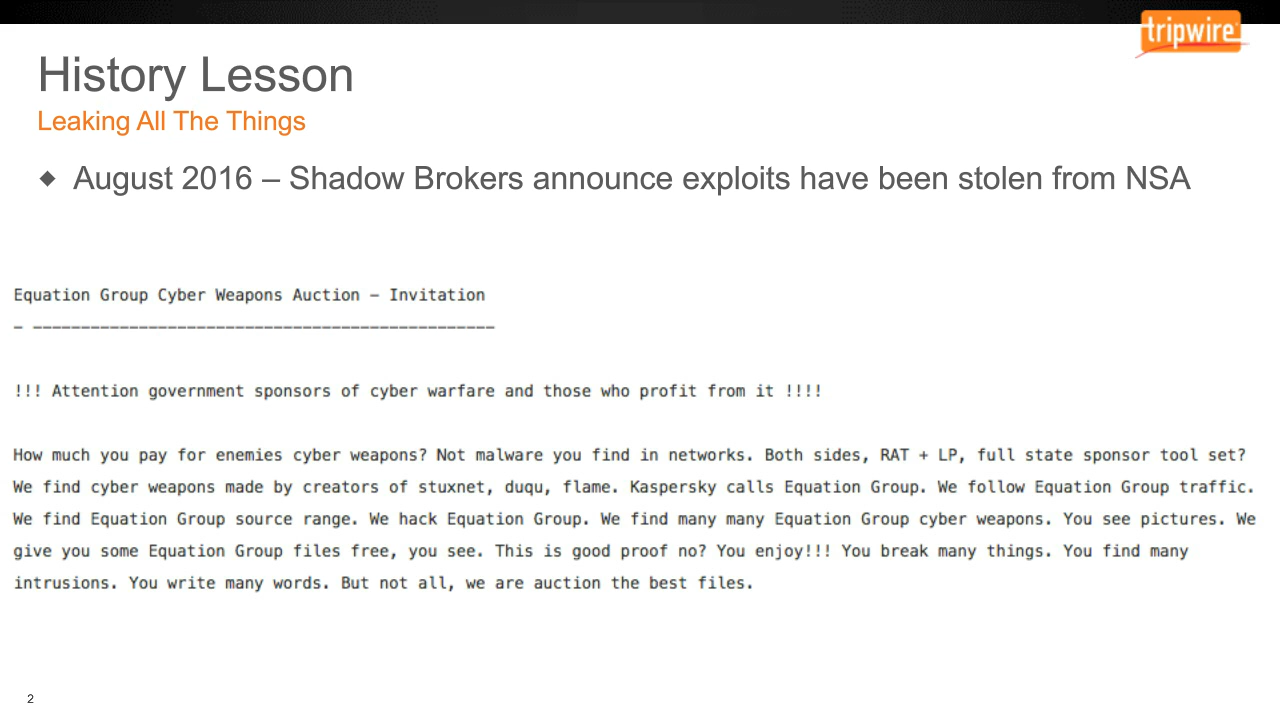 tripwire
History Lesson
Leaking All The Things
◆ August 2016 – Shadow Brokers announce exploits have been stolen from NSA
Equation Group Cyber Weapons Auction - Invitation
- ------------------------------------------------
!!! Attention government sponsors of cyber warfare and those who profit from it !!!!
How much you pay for enemies cyber weapons? Not malware you find in networks. Both sides, RAT + LP, full state sponsor tool set?
We find cyber weapons made by creators of stuxnet, duqu, flame. Kaspersky calls Equation Group. We follow Equation Group traffic.
We find Equation Group source range. We hack Equation Group. We find many many Equation Group cyber weapons. You see pictures. We
give you some Equation Group files free, you see. This is good proof no? You enjoy!!! You break many things. You find many
intrusions. You write many words. But not all, we are auction the best files.
2